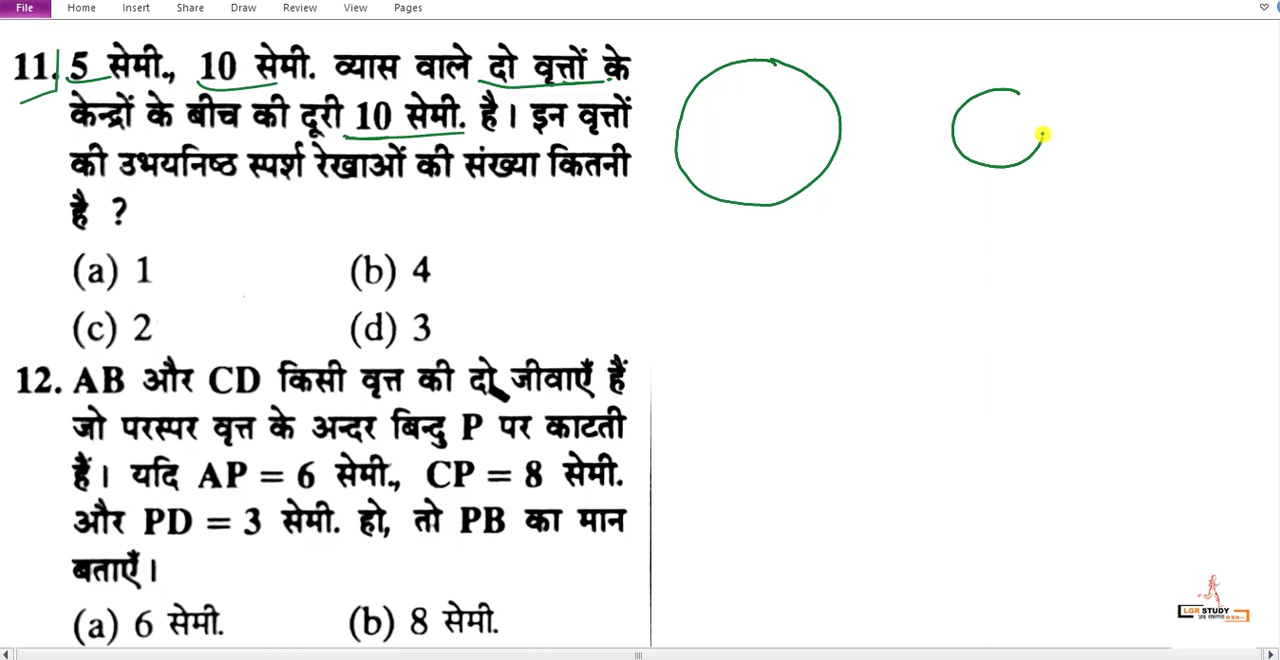 File Home Insert Share Draw Review View Pages
11. 5 सेमी., 10 सेमी. व्यास वाले दो वृत्तों के
केन्द्रों के बीच की दूरी 10 सेमी. है। इन वृत्तों
की उभयनिष्ठ स्पर्श रेखाओं की संख्या कितनी
है ?
(a) 1 (b) 4
(c) 2 (d) 3
12. AB और CD किसी वृत्त की दो जीवाएँ हैं
जो परस्पर वृत्त के अन्दर बिन्दु P पर काटती
हैं। यदि AP = 6 सेमी., CP = 8 सेमी.
और PD = 3 सेमी. हो, तो PB का मान
बताएँ।
(a) 6 सेमी. (b) 8 सेमी.
LGR STUDY